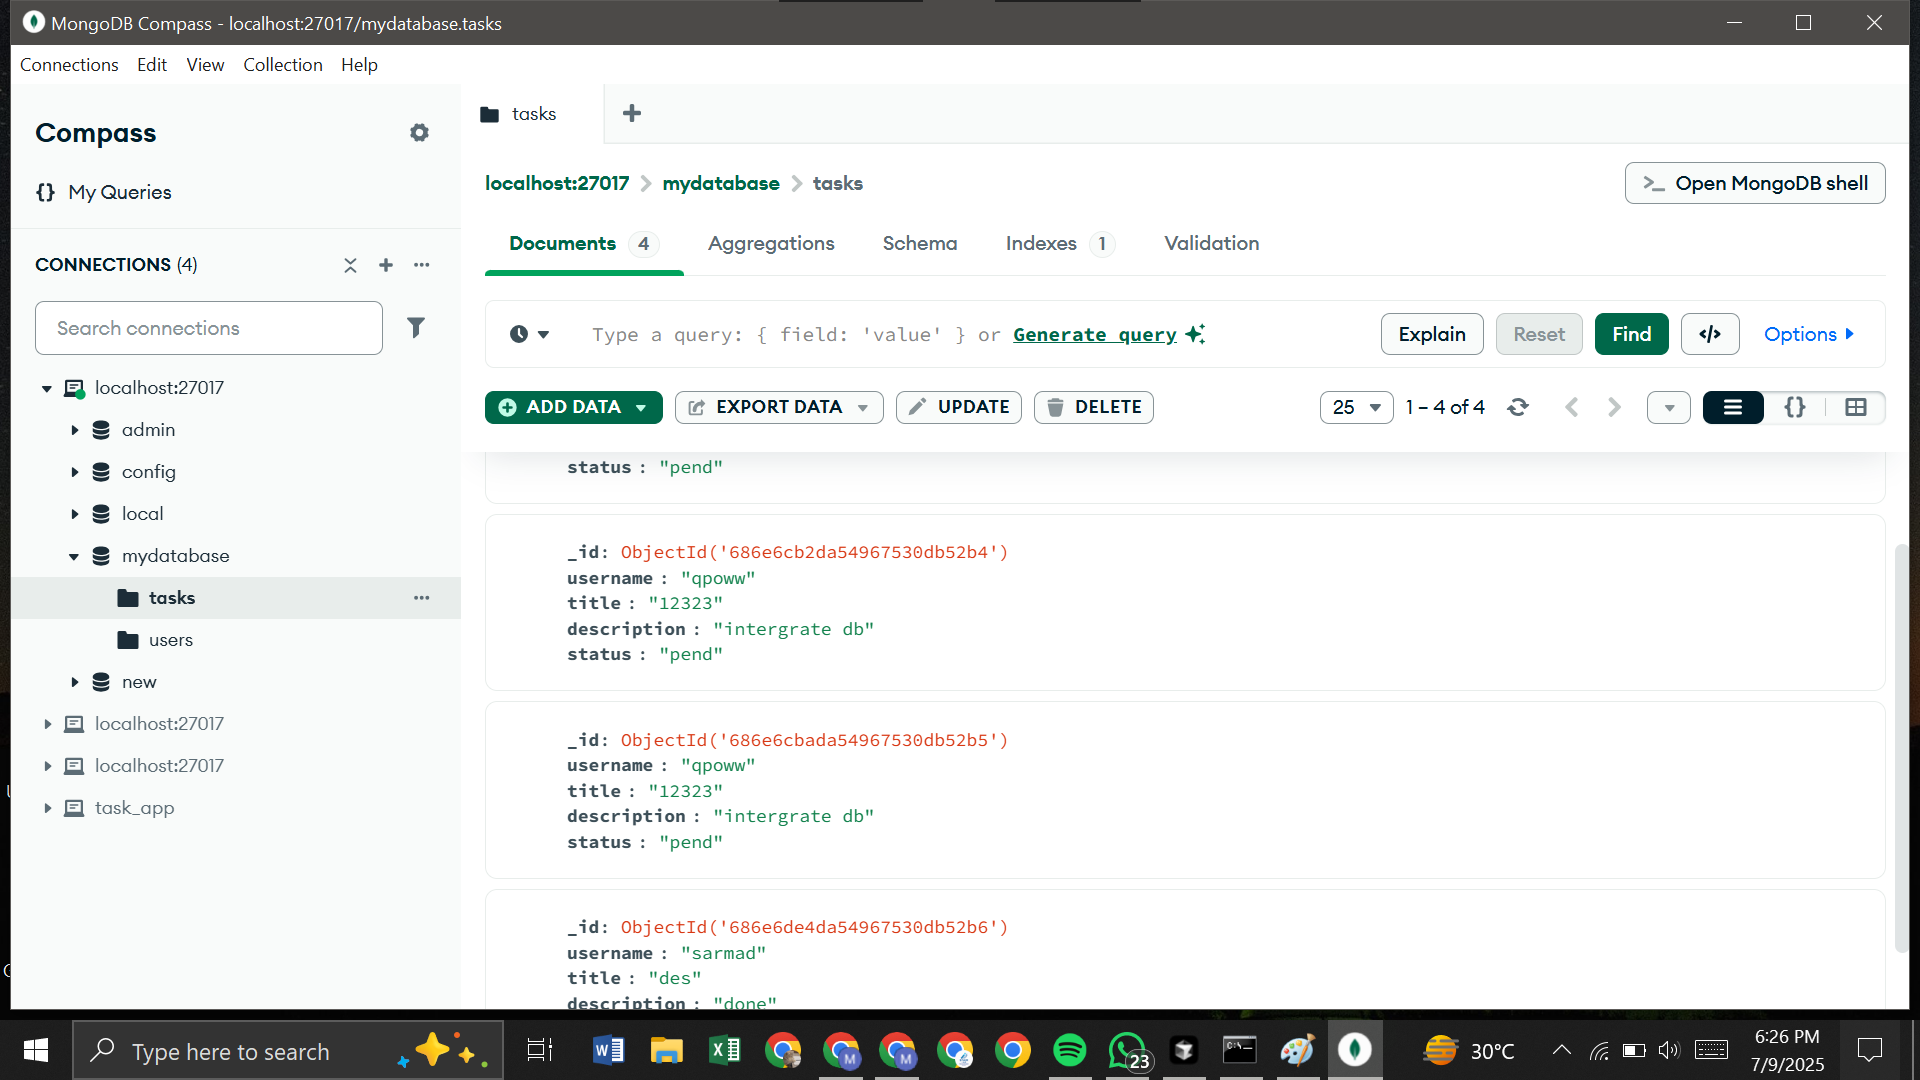 MongoDB Compass - localhost:27017/mydatabase.tasks
Connections Edit View Collection Help
Compass
My Queries
CONNECTIONS (4)
Search connections
localhost:27017
admin
config
local
mydatabase
tasks
users
new
localhost:27017
localhost:27017
task_app
tasks
localhost:27017 > mydatabase > tasks
>_ Open MongoDB shell
Documents 4 Aggregations Schema Indexes 1 Validation
Type a query: { field: 'value' } or Generate query
Explain Reset Find </> Options
ADD DATA EXPORT DATA UPDATE DELETE
25 1 – 4 of 4 {}
status : "pend"
_id: ObjectId('686e6cb2da54967530db52b4')
username : "qpoww"
title : "12323"
description : "intergrate db"
status : "pend"
_id: ObjectId('686e6cbada54967530db52b5')
username : "qpoww"
title : "12323"
description : "intergrate db"
status : "pend"
_id: ObjectId('686e6de4da54967530db52b6')
username : "sarmad"
title : "des"
description : "done"
Type here to search
23
30°C
6:26 PM
7/9/2025